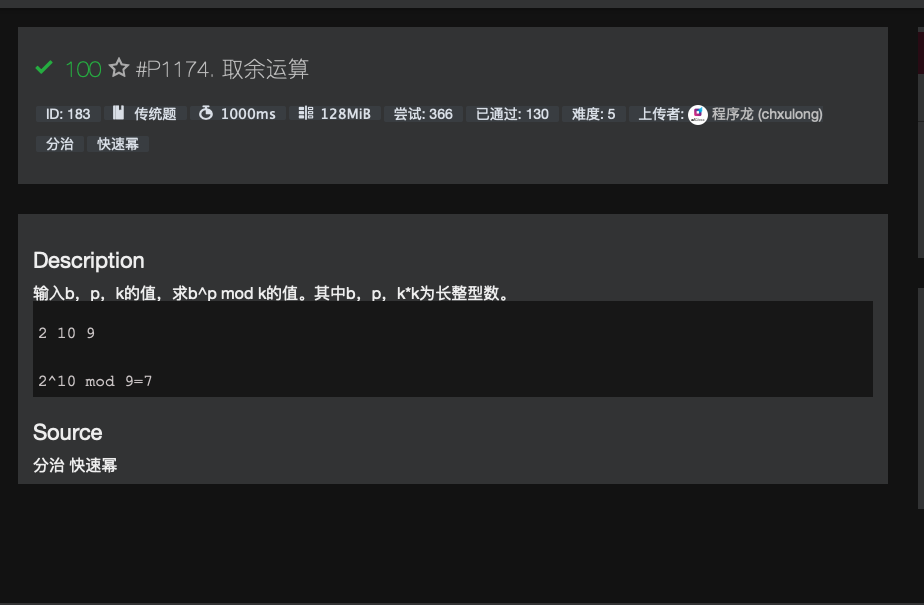 100 #P1174. 取余运算
ID: 183 传统题 1000ms 128MiB 尝试: 366 已通过: 130 难度: 5 上传者: 程序龙 (chxulong)
分治 快速幂
Description
输入b，p，k的值，求b^p mod k的值。其中b，p，k*k为长整型数。
2 10 9
2^10 mod 9=7
Source
分治 快速幂